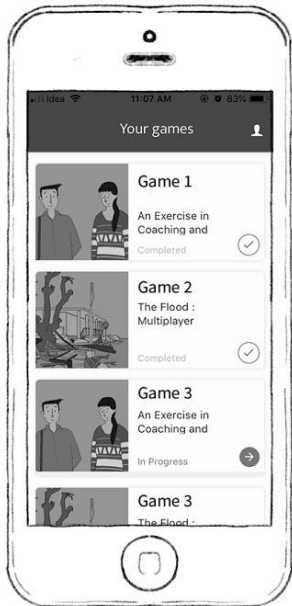 idea 11:07 AM 83%
Your games
Game 1
An Exercise in
Coaching and
Completed
Game 2
The Flood :
Multiplayer
Completed
Game 3
An Exercise in
Coaching and
In Progress
Game 3
The Flood :